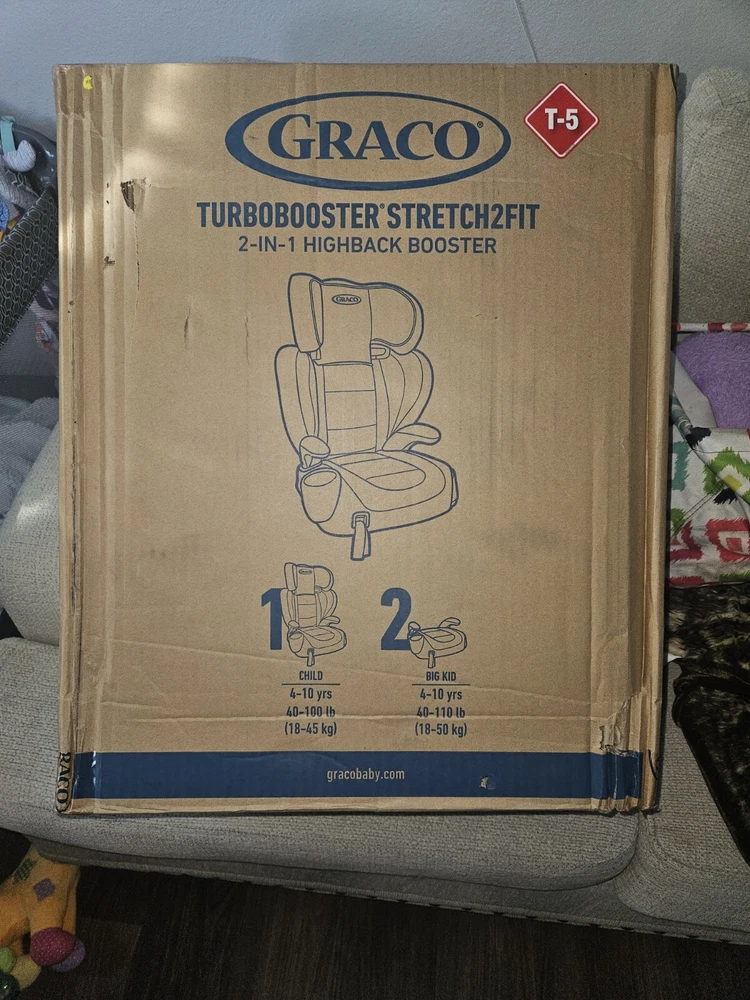 GRACO®
T-5
TURBOBOOSTER® STRETCH2FIT
2-IN-1 HIGHBACK BOOSTER
GRACO
1
CHILD
4-10 yrs
40-100 lb
(18-45 kg)
2
BIG KID
4-10 yrs
40-110 lb
(18-50 kg)
gracobaby.com
RACO